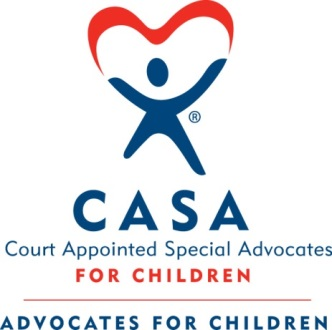 ®
CASA
Court Appointed Special Advocates
FOR CHILDREN
ADVOCATES FOR CHILDREN